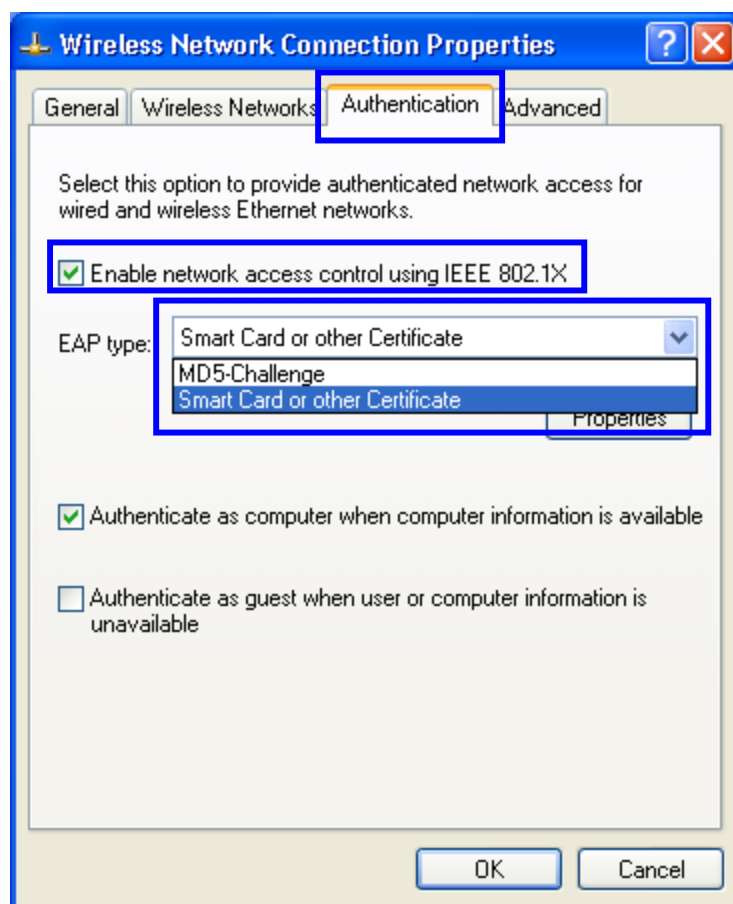 Wireless Network Connection Properties
General Wireless Networks Authentication Advanced
Select this option to provide authenticated network access for
wired and wireless Ethernet networks.
Enable network access control using IEEE 802.1X
EAP type: Smart Card or other Certificate
MD5-Challenge
Smart Card or other Certificate
Properties
Authenticate as computer when computer information is available
Authenticate as guest when user or computer information is
unavailable
OK Cancel